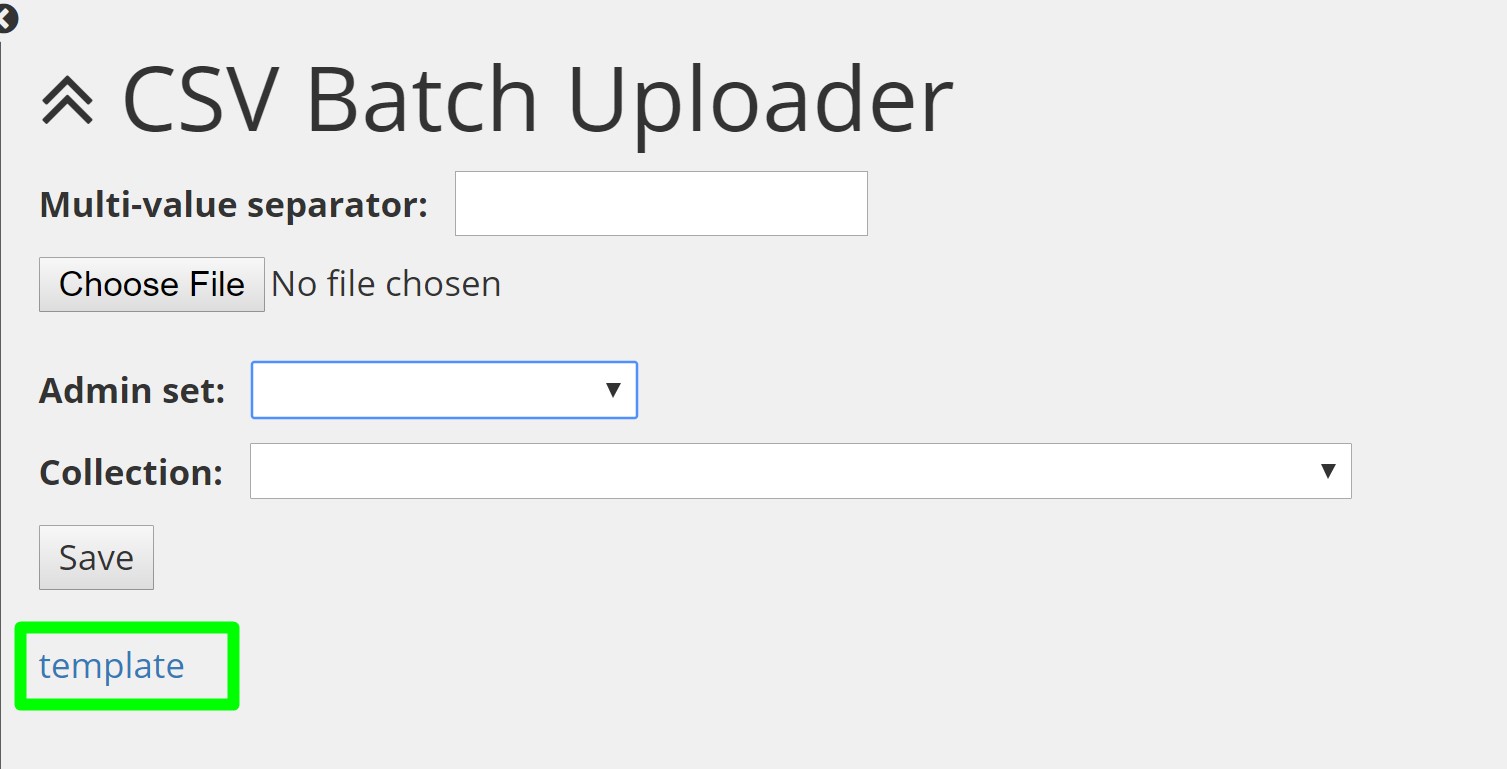 CSV Batch Uploader
Multi-value separator:
Choose File No file chosen
Admin set:
Collection:
Save
template